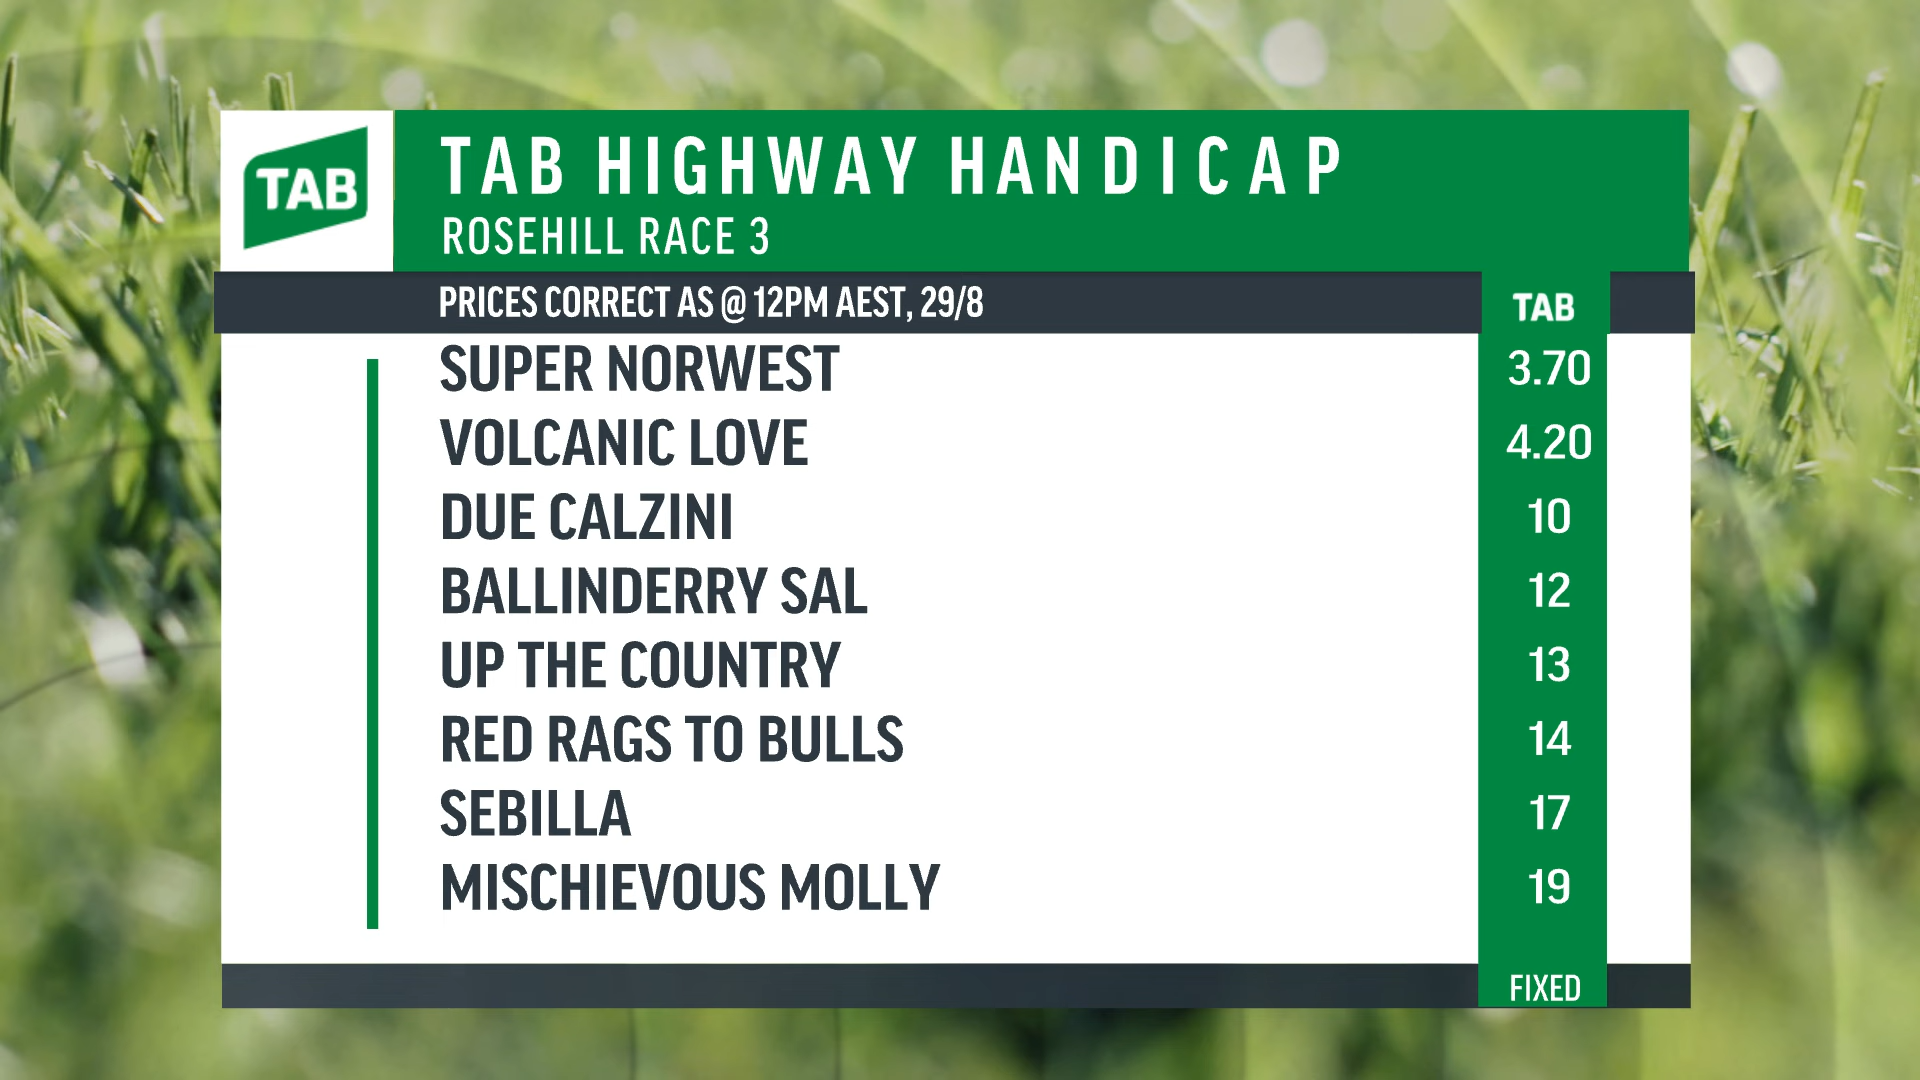 TAB
TAB HIGHWAY HANDICAP
ROSEHILL RACE 3
PRICES CORRECT AS @ 12PM AEST, 29/8 TAB
SUPER NORWEST 3.70
VOLCANIC LOVE 4.20
DUE CALZINI 10
BALLINDERRY SAL 12
UP THE COUNTRY 13
RED RAGS TO BULLS 14
SEBILLA 17
MISCHIEVOUS MOLLY 19
FIXED